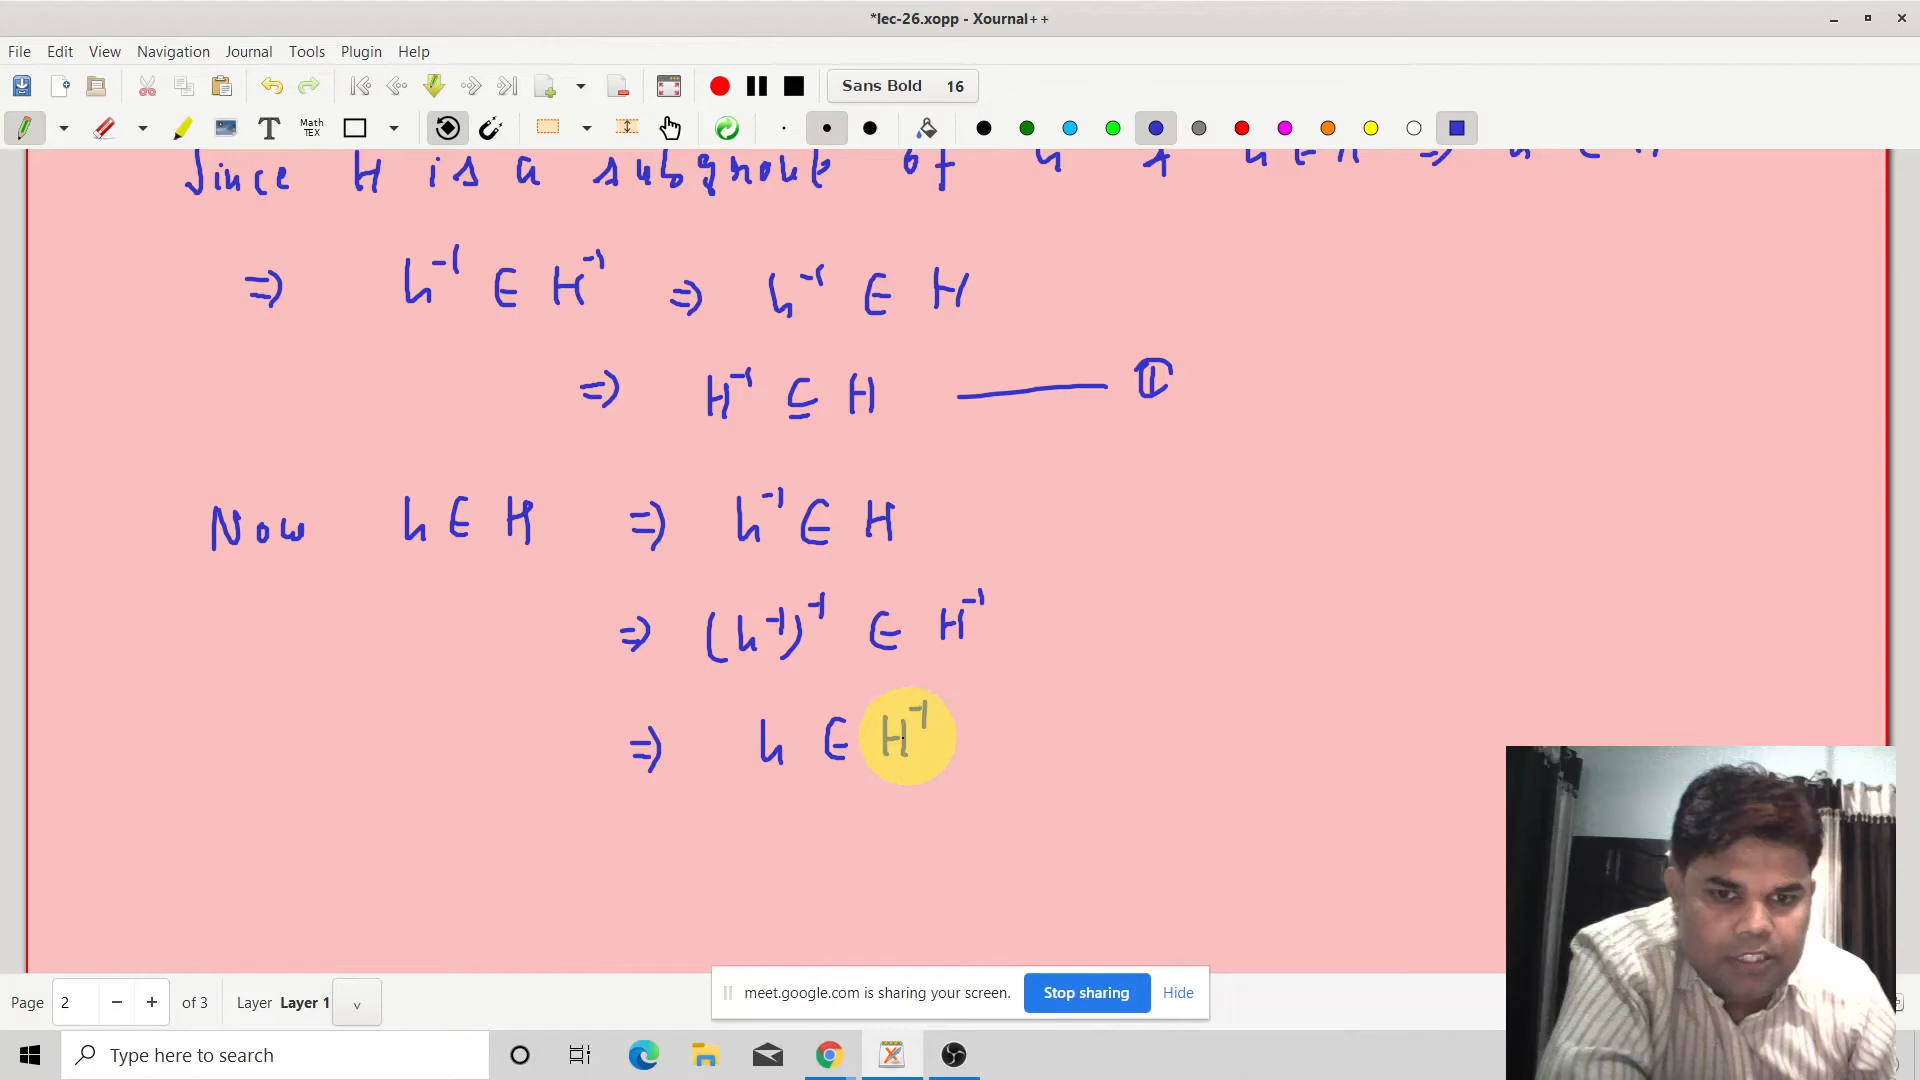 *lec-26.xopp - Xournal++
File Edit View Navigation Journal Tools Plugin Help
Sans Bold 16
Math TEX
Since H is a subgroup of
⇒ h⁻¹ ∈ H⁻¹ ⇒ h⁻¹ ∈ H
⇒ H⁻¹ ⊆ H ——— ①
Now h ∈ H ⇒ h⁻¹ ∈ H
⇒ (h⁻¹)⁻¹ ∈ H⁻¹
⇒ h ∈ H⁻¹
Page 2 − + of 3 Layer Layer 1
meet.google.com is sharing your screen. Stop sharing Hide
Type here to search